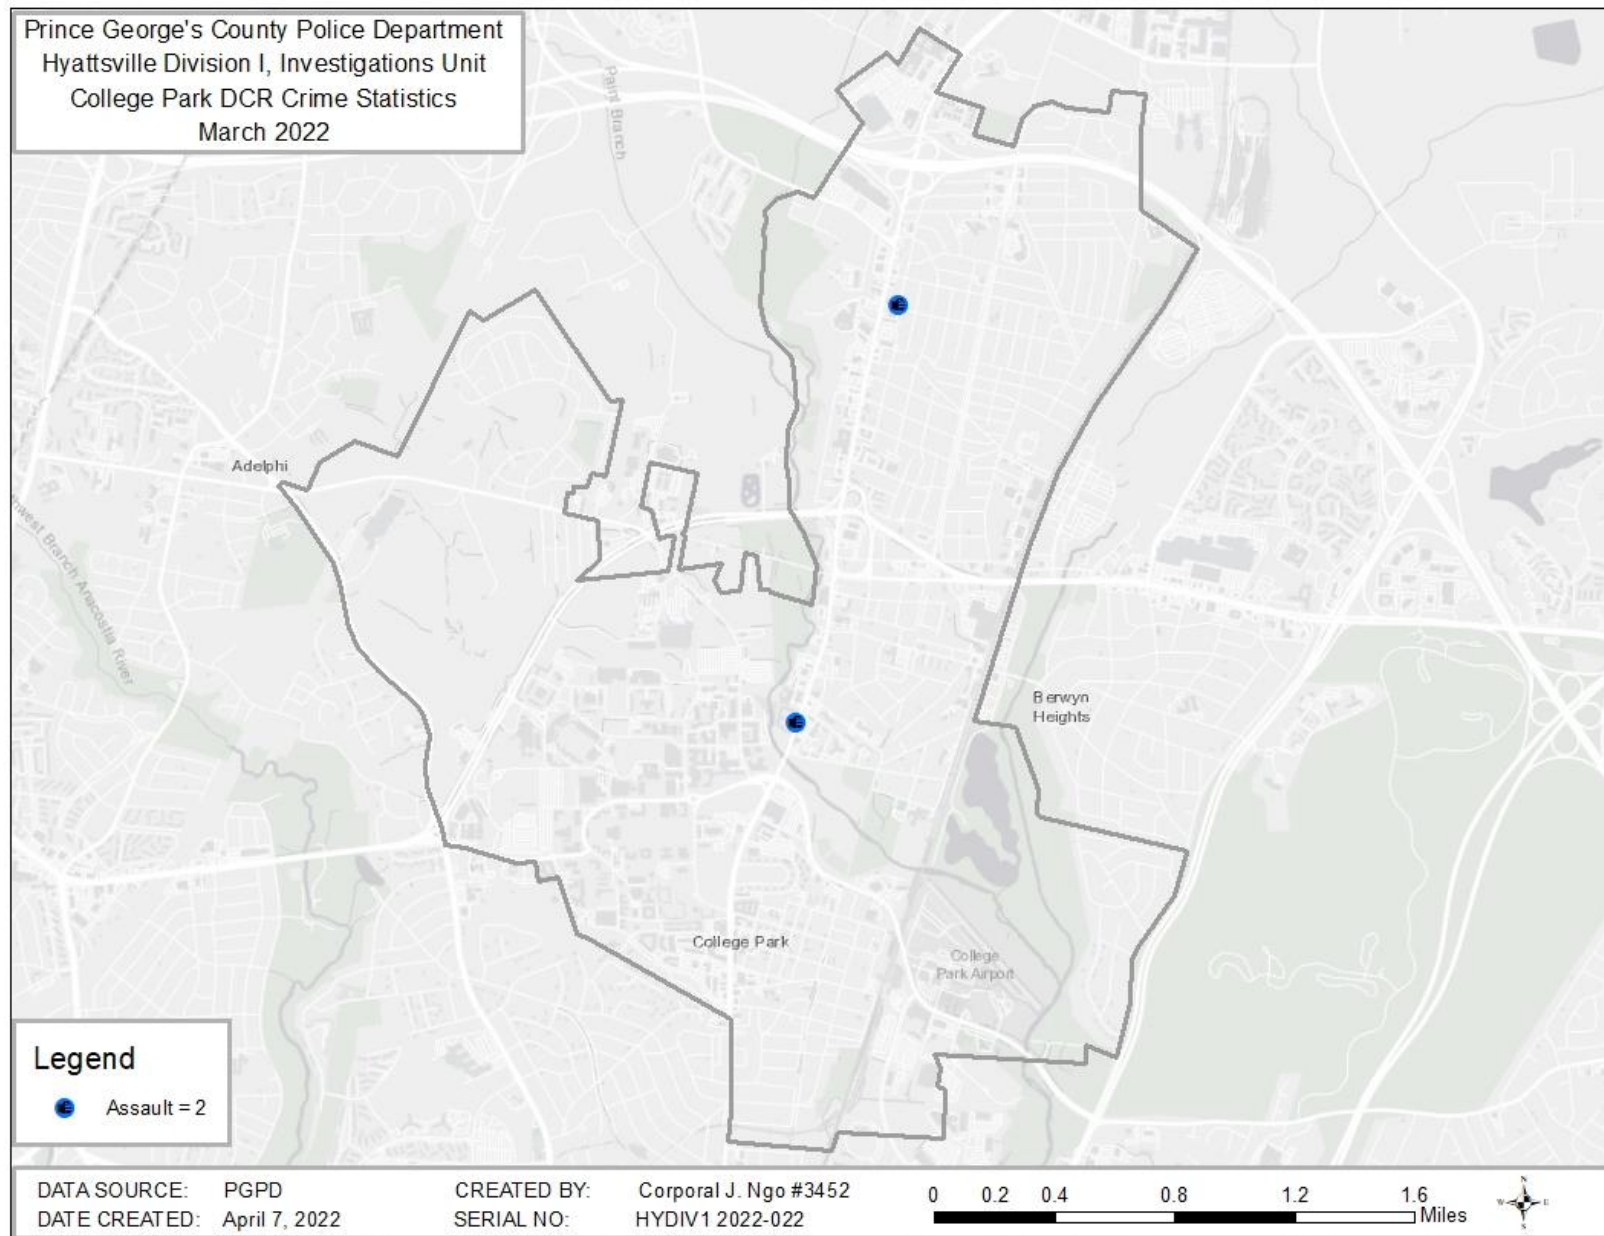 Prince George's County Police Department
Hyattsville Division I, Investigations Unit
College Park DCR Crime Statistics
March 2022
Paint Branch
Adelphi
Branch Anacostia River
Berwyn
Heights
College Park
College
Park Airport
Legend
Assault = 2
DATA SOURCE: PGPD
DATE CREATED: April 7, 2022
CREATED BY: Corporal J. Ngo #3452
SERIAL NO: HYDIV1 2022-022
0 0.2 0.4 0.8 1.2 1.6
Miles
N
W E
S